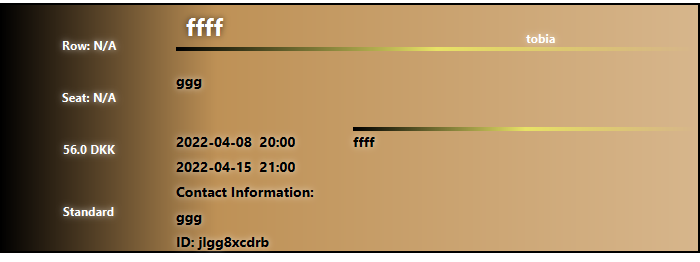 ffff
tobia
Row: N/A
ggg
Seat: N/A
56.0 DKK
2022-04-08 20:00
ffff
2022-04-15 21:00
Contact Information:
Standard
ggg
ID: jlgg8xcdrb